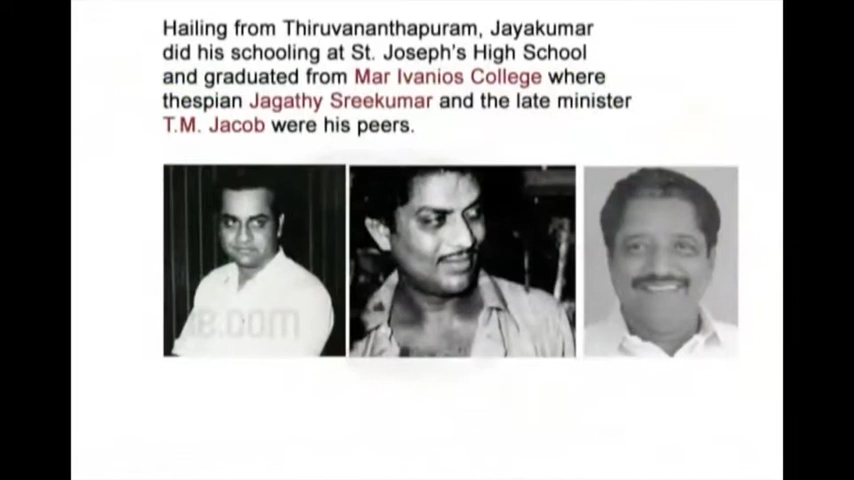 Hailing from Thiruvananthapuram, Jayakumar
did his schooling at St. Joseph's High School
and graduated from Mar Ivanios College where
thespian Jagathy Sreekumar and the late minister
T.M. Jacob were his peers.